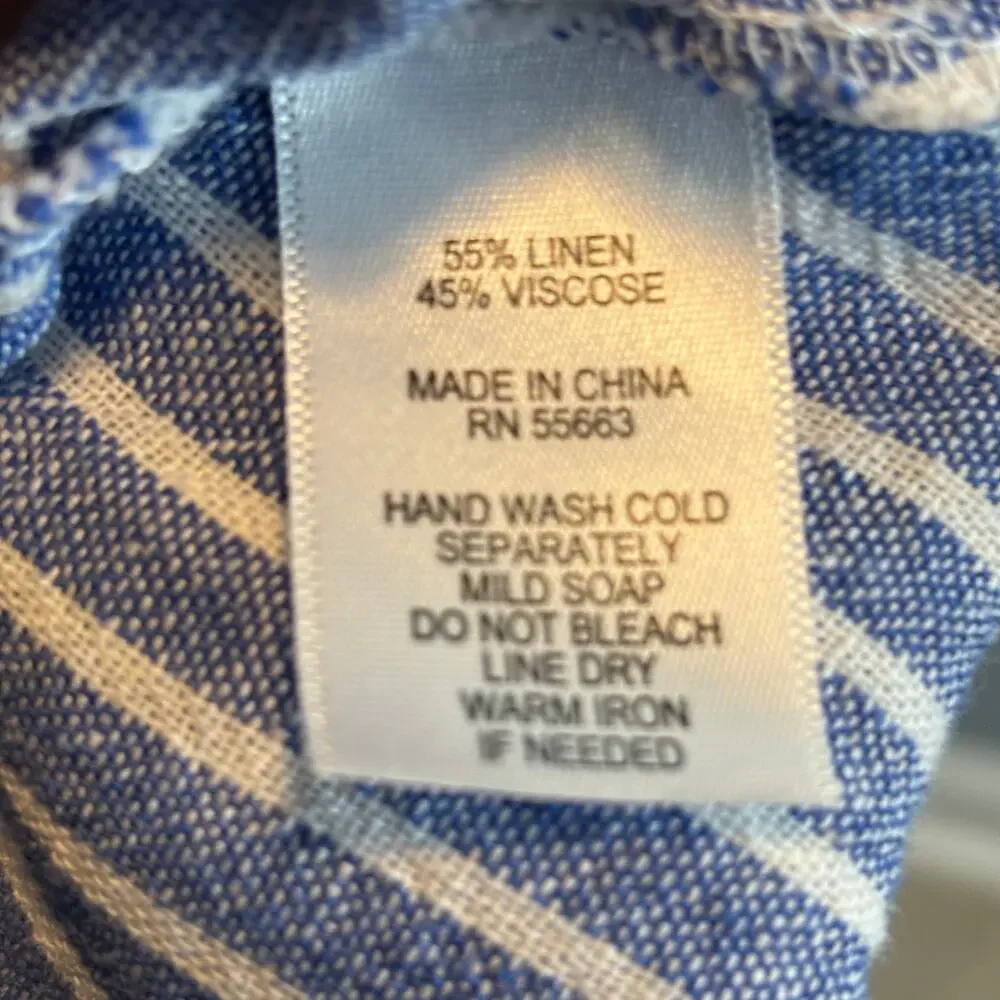 55% LINEN
45% VISCOSE
MADE IN CHINA
RN 55663
HAND WASH COLD
SEPARATELY
MILD SOAP
DO NOT BLEACH
LINE DRY
WARM IRON
IF NEEDED